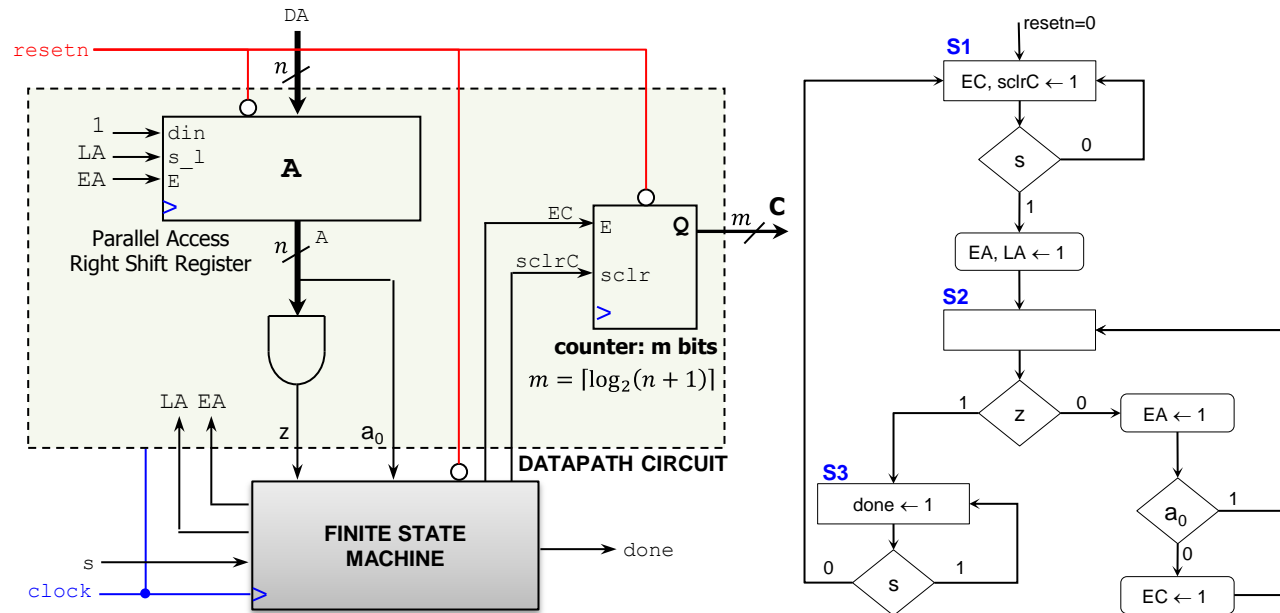 DA
resetn
n
1
din
LA
s_l
EA
E
A
n
A
Parallel Access
Right Shift Register
EC
E
Q
m
C
sclrC
sclr
counter: m bits
m = ⌈log₂(n + 1)⌉
LA EA
z
a₀
DATAPATH CIRCUIT
FINITE STATE
MACHINE
s
clock
done
resetn=0
S1
EC, sclrC ← 1
s
0
1
EA, LA ← 1
S2
z
1
0
EA ← 1
S3
done ← 1
a₀
1
0
s
0
1
EC ← 1